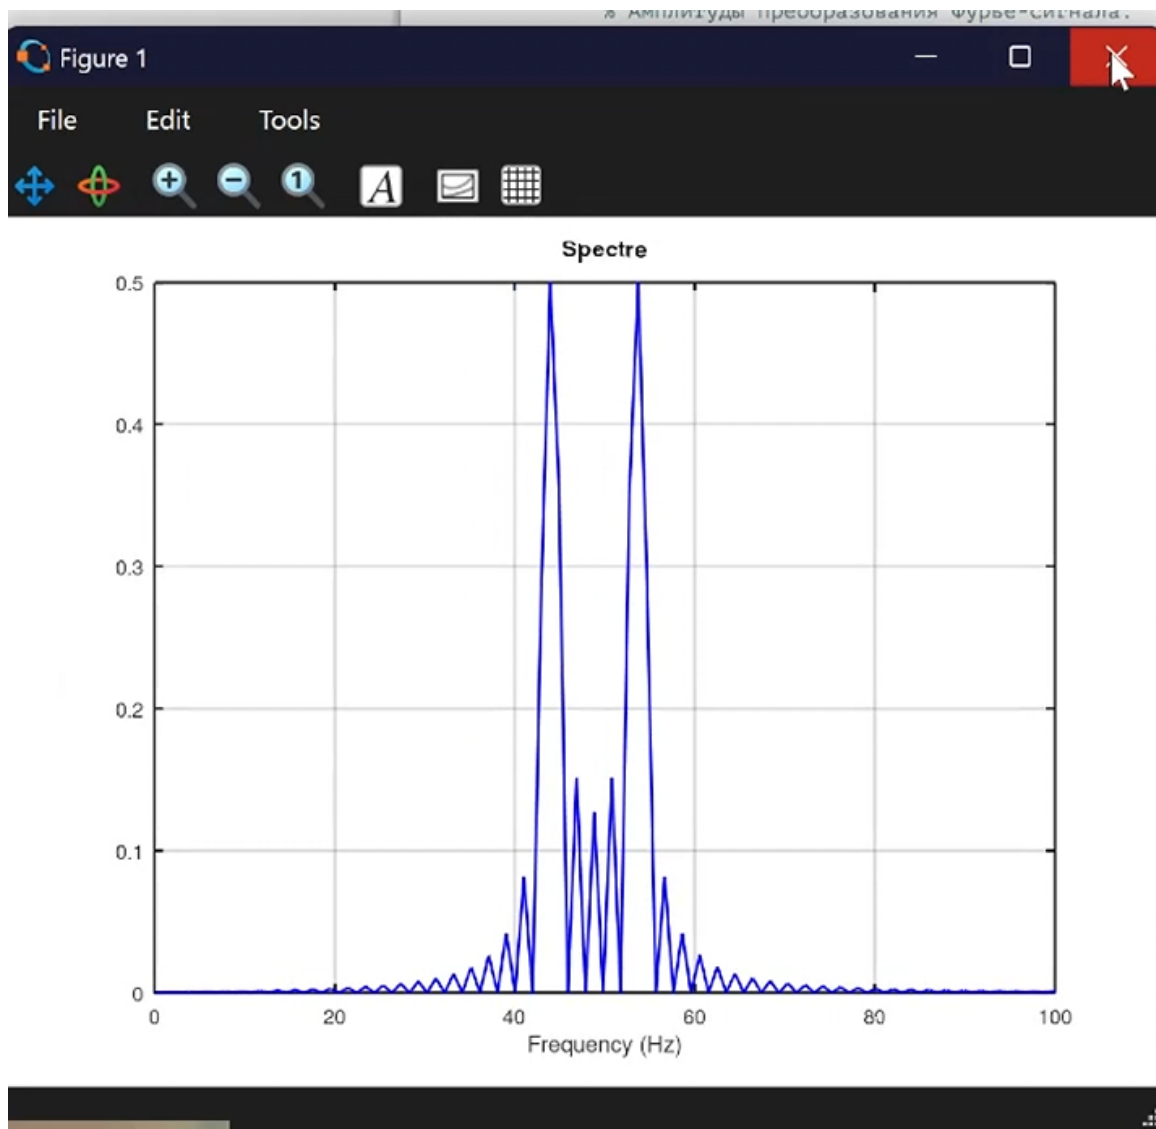 % Амплитуды преобразования Фурье-сигнала.
Figure 1
File Edit Tools
1
A
Spectre
0.5
0.4
0.3
0.2
0.1
0
0 20 40 60 80 100
Frequency (Hz)